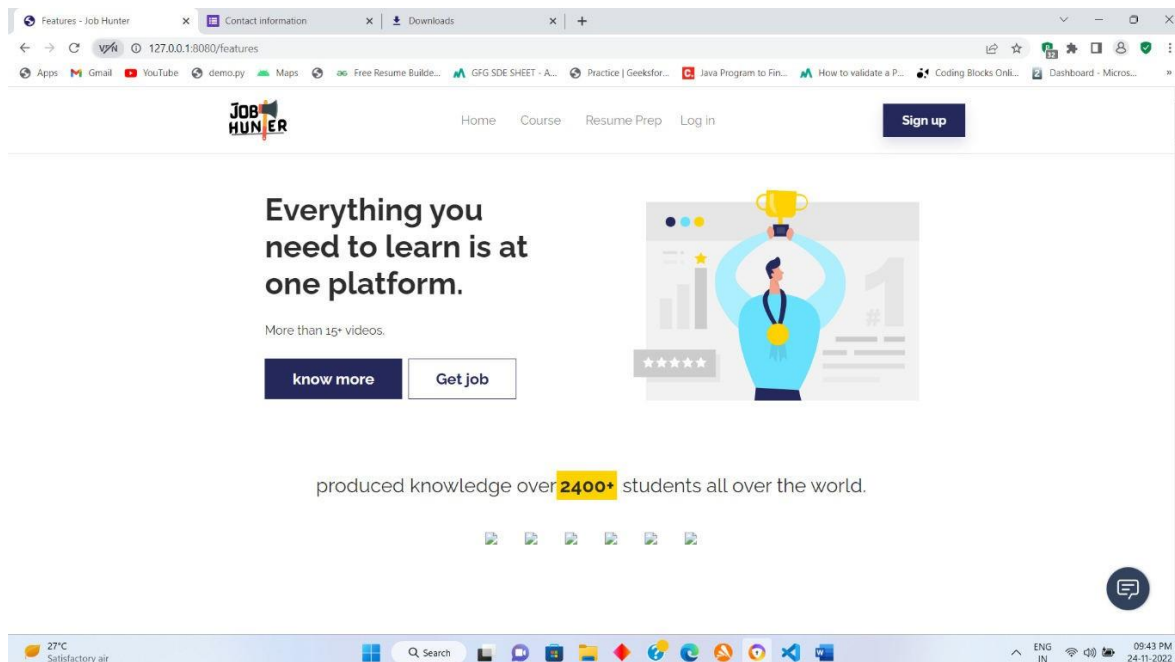 Features - Job Hunter
Contact information
Downloads
VPN
127.0.0.1:8080/features
12
Apps
Gmail
YouTube
demo.py
Maps
Free Resume Builde...
GFG SDE SHEET - A...
Practice | Geeksfor...
Java Program to Fin...
How to validate a P...
Coding Blocks Onli...
Dashboard - Micros...
»
JOB
HUNTER
Home
Course
Resume Prep
Log in
Sign up
Everything you
need to learn is at
one platform.
More than 15+ videos.
know more
Get job
#1
produced knowledge over 2400+ students all over the world.
27°C
Satisfactory air
Search
ENG
IN
09:43 PM
24-11-2022